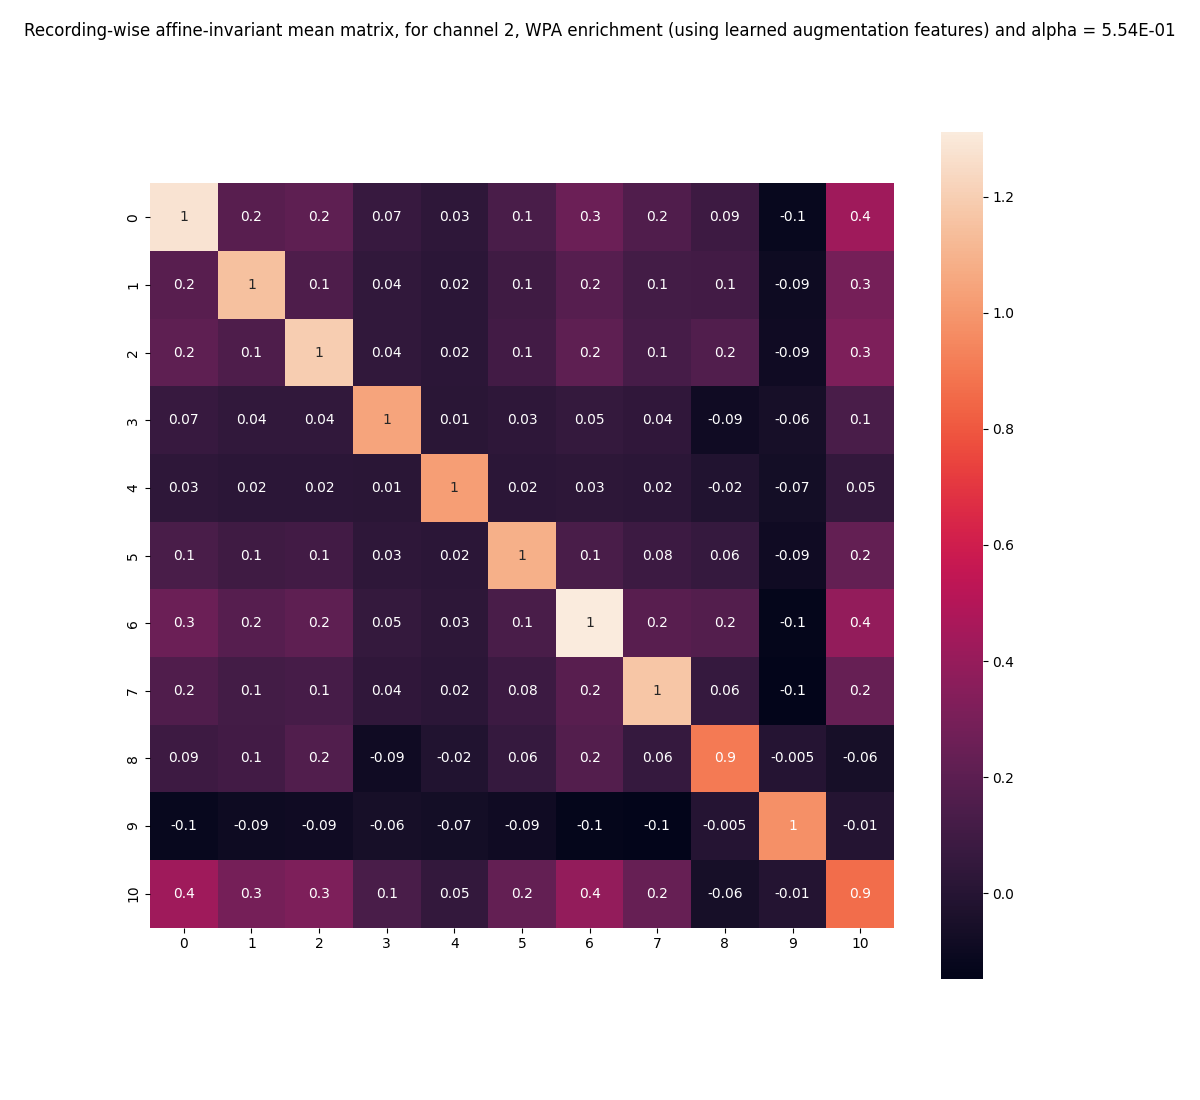 Recording-wise affine-invariant mean matrix, for channel 2, WPA enrichment (using learned augmentation features) and alpha = 5.54E-01
0 1 0.2 0.2 0.07 0.03 0.1 0.3 0.2 0.09 -0.1 0.4
1 0.2 1 0.1 0.04 0.02 0.1 0.2 0.1 0.1 -0.09 0.3
2 0.2 0.1 1 0.04 0.02 0.1 0.2 0.1 0.2 -0.09 0.3
3 0.07 0.04 0.04 1 0.01 0.03 0.05 0.04 -0.09 -0.06 0.1
4 0.03 0.02 0.02 0.01 1 0.02 0.03 0.02 -0.02 -0.07 0.05
5 0.1 0.1 0.1 0.03 0.02 1 0.1 0.08 0.06 -0.09 0.2
6 0.3 0.2 0.2 0.05 0.03 0.1 1 0.2 0.2 -0.1 0.4
7 0.2 0.1 0.1 0.04 0.02 0.08 0.2 1 0.06 -0.1 0.2
8 0.09 0.1 0.2 -0.09 -0.02 0.06 0.2 0.06 0.9 -0.005 -0.06
9 -0.1 -0.09 -0.09 -0.06 -0.07 -0.09 -0.1 -0.1 -0.005 1 -0.01
10 0.4 0.3 0.3 0.1 0.05 0.2 0.4 0.2 -0.06 -0.01 0.9
0 1 2 3 4 5 6 7 8 9 10
1.2
1.0
0.8
0.6
0.4
0.2
0.0